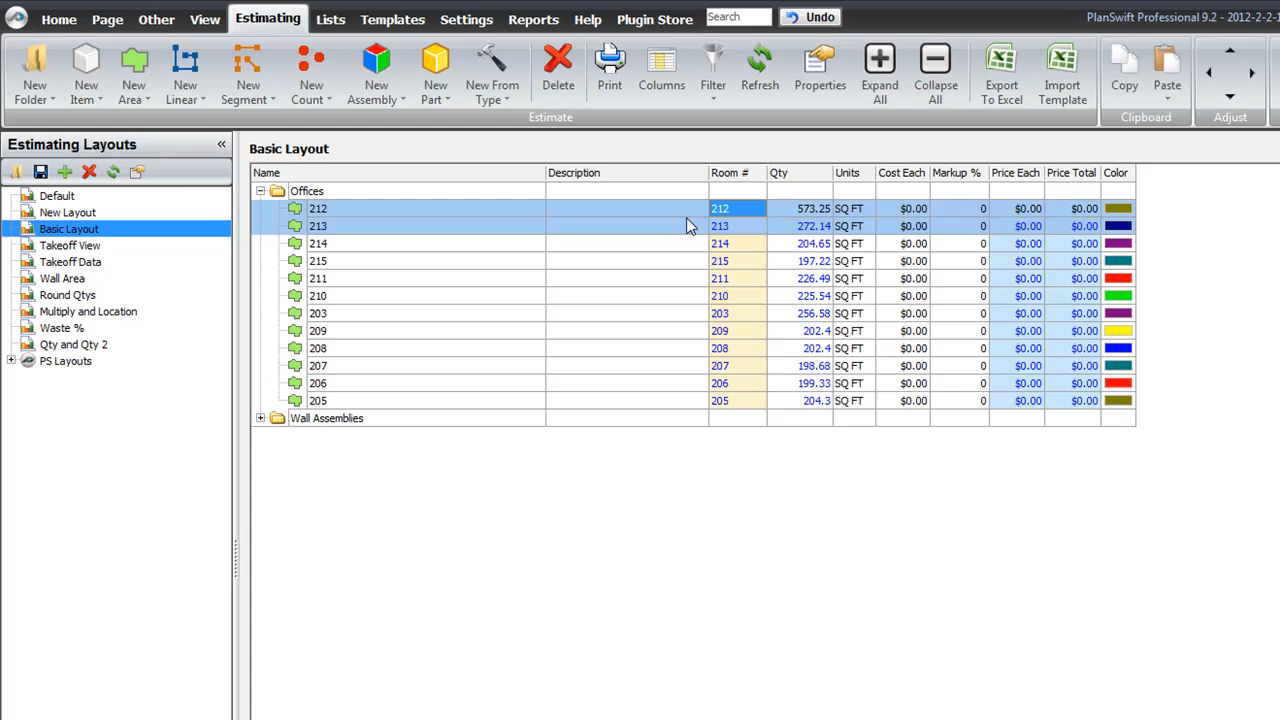 Home Page Other View Estimating Lists Templates Settings Reports Help Plugin Store Search Undo PlanSwift Professional 9.2 - 2012-2-2-1
New Folder New Item New Area New Linear New Segment New Count New Assembly New Part New From Type Delete Print Columns Filter Refresh Properties Expand All Collapse All Export To Excel Import Template Copy Paste
Estimate Clipboard Adjust
Estimating Layouts «
Default
New Layout
Basic Layout
Takeoff View
Takeoff Data
Wall Area
Round Qtys
Multiply and Location
Waste %
Qty and Qty 2
PS Layouts
Basic Layout
Name Description Room # Qty Units Cost Each Markup % Price Each Price Total Color
Offices
212 212 573.25 SQ FT $0.00 0 $0.00 $0.00
213 213 272.14 SQ FT $0.00 0 $0.00 $0.00
214 214 204.65 SQ FT $0.00 0 $0.00 $0.00
215 215 197.22 SQ FT $0.00 0 $0.00 $0.00
211 211 226.49 SQ FT $0.00 0 $0.00 $0.00
210 210 225.54 SQ FT $0.00 0 $0.00 $0.00
203 203 256.58 SQ FT $0.00 0 $0.00 $0.00
209 209 202.4 SQ FT $0.00 0 $0.00 $0.00
208 208 202.4 SQ FT $0.00 0 $0.00 $0.00
207 207 198.68 SQ FT $0.00 0 $0.00 $0.00
206 206 199.33 SQ FT $0.00 0 $0.00 $0.00
205 205 204.3 SQ FT $0.00 0 $0.00 $0.00
Wall Assemblies